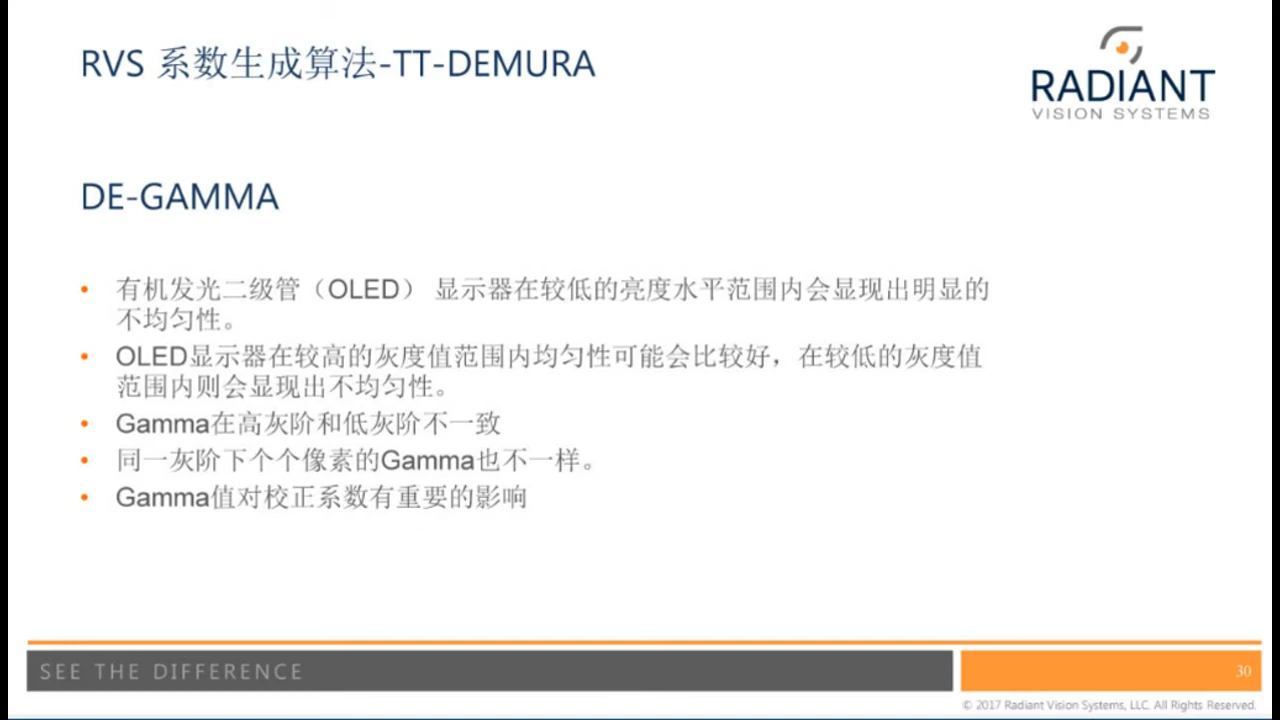 RVS 系数生成算法-TT-DEMURA
RADIANT
VISION SYSTEMS
DE-GAMMA
• 有机发光二级管（OLED） 显示器在较低的亮度水平范围内会显现出明显的
不均匀性。
• OLED显示器在较高的灰度值范围内均匀性可能会比较好，在较低的灰度值
范围内则会显现出不均匀性。
• Gamma在高灰阶和低灰阶不一致
• 同一灰阶下个个像素的Gamma也不一样。
• Gamma值对校正系数有重要的影响
SEE THE DIFFERENCE
30
© 2017 Radiant Vision Systems, LLC. All Rights Reserved.